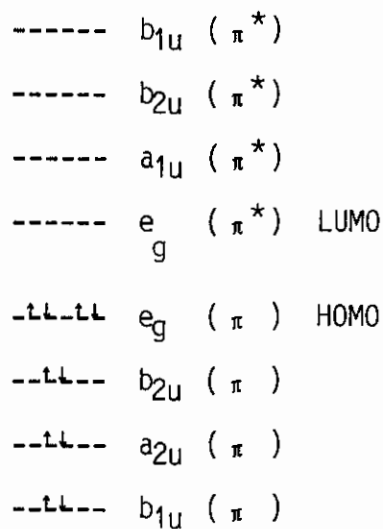 ------ b1u ( π* )
------ b2u ( π* )
------ a1u ( π* )
------ eg ( π* ) LUMO
-↑↓-↑↓ eg ( π ) HOMO
--↑↓--- b2u ( π )
--↑↓--- a2u ( π )
--↑↓--- b1u ( π )